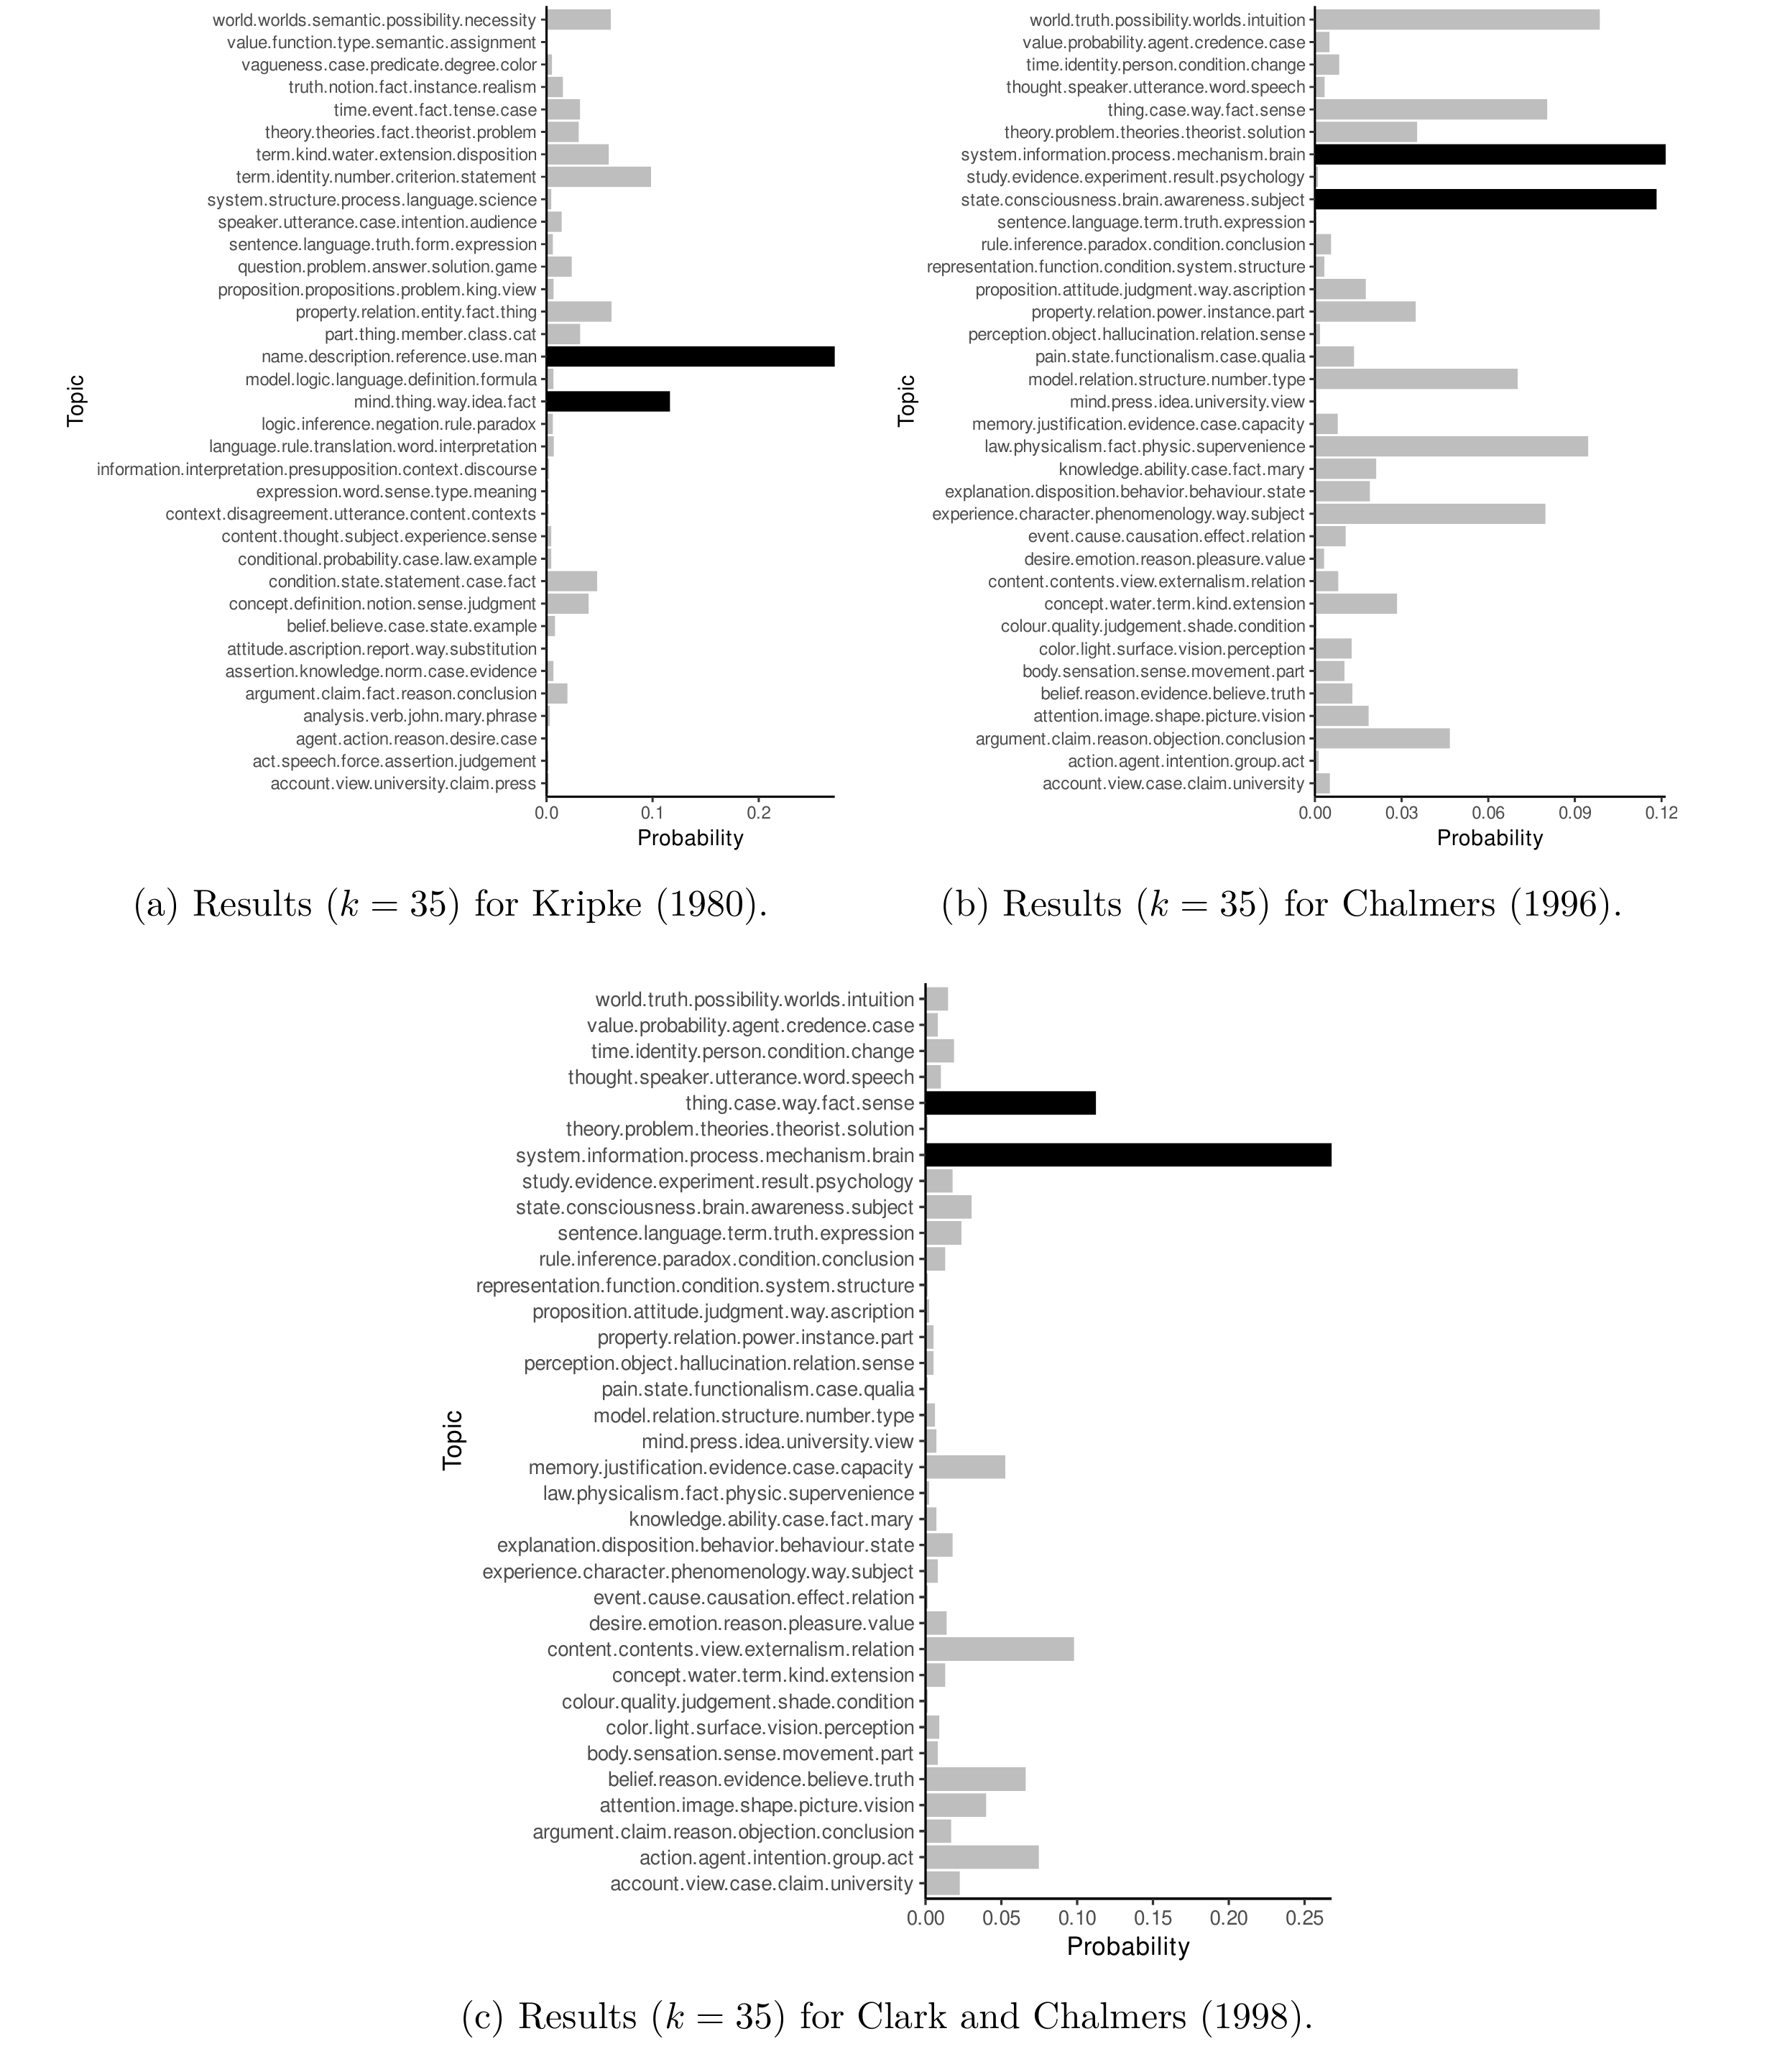 world.worlds.semantic.possibility.necessity
value.function.type.semantic.assignment
vagueness.case.predicate.degree.color
truth.notion.fact.instance.realism
time.event.fact.tense.case
theory.theories.fact.theorist.problem
term.kind.water.extension.disposition
term.identity.number.criterion.statement
system.structure.process.language.science
speaker.utterance.case.intention.audience
sentence.language.truth.form.expression
question.problem.answer.solution.game
proposition.propositions.problem.king.view
property.relation.entity.fact.thing
part.thing.member.class.cat
name.description.reference.use.man
model.logic.language.definition.formula
mind.thing.way.idea.fact
logic.inference.negation.rule.paradox
language.rule.translation.word.interpretation
information.interpretation.presupposition.context.discourse
expression.word.sense.type.meaning
context.disagreement.utterance.content.contexts
content.thought.subject.experience.sense
conditional.probability.case.law.example
condition.state.statement.case.fact
concept.definition.notion.sense.judgment
belief.believe.case.state.example
attitude.ascription.report.way.substitution
assertion.knowledge.norm.case.evidence
argument.claim.fact.reason.conclusion
analysis.verb.john.mary.phrase
agent.action.reason.desire.case
act.speech.force.assertion.judgement
account.view.university.claim.press
Topic
0.0 0.1 0.2
Probability
(a) Results (k = 35) for Kripke (1980).
world.truth.possibility.worlds.intuition
value.probability.agent.credence.case
time.identity.person.condition.change
thought.speaker.utterance.word.speech
thing.case.way.fact.sense
theory.problem.theories.theorist.solution
system.information.process.mechanism.brain
study.evidence.experiment.result.psychology
state.consciousness.brain.awareness.subject
sentence.language.term.truth.expression
rule.inference.paradox.condition.conclusion
representation.function.condition.system.structure
proposition.attitude.judgment.way.ascription
property.relation.power.instance.part
perception.object.hallucination.relation.sense
pain.state.functionalism.case.qualia
model.relation.structure.number.type
mind.press.idea.university.view
memory.justification.evidence.case.capacity
law.physicalism.fact.physic.supervenience
knowledge.ability.case.fact.mary
explanation.disposition.behavior.behaviour.state
experience.character.phenomenology.way.subject
event.cause.causation.effect.relation
desire.emotion.reason.pleasure.value
content.contents.view.externalism.relation
concept.water.term.kind.extension
colour.quality.judgement.shade.condition
color.light.surface.vision.perception
body.sensation.sense.movement.part
belief.reason.evidence.believe.truth
attention.image.shape.picture.vision
argument.claim.reason.objection.conclusion
action.agent.intention.group.act
account.view.case.claim.university
Topic
0.00 0.03 0.06 0.09 0.12
Probability
(b) Results (k = 35) for Chalmers (1996).
world.truth.possibility.worlds.intuition
value.probability.agent.credence.case
time.identity.person.condition.change
thought.speaker.utterance.word.speech
thing.case.way.fact.sense
theory.problem.theories.theorist.solution
system.information.process.mechanism.brain
study.evidence.experiment.result.psychology
state.consciousness.brain.awareness.subject
sentence.language.term.truth.expression
rule.inference.paradox.condition.conclusion
representation.function.condition.system.structure
proposition.attitude.judgment.way.ascription
property.relation.power.instance.part
perception.object.hallucination.relation.sense
pain.state.functionalism.case.qualia
model.relation.structure.number.type
mind.press.idea.university.view
memory.justification.evidence.case.capacity
law.physicalism.fact.physic.supervenience
knowledge.ability.case.fact.mary
explanation.disposition.behavior.behaviour.state
experience.character.phenomenology.way.subject
event.cause.causation.effect.relation
desire.emotion.reason.pleasure.value
content.contents.view.externalism.relation
concept.water.term.kind.extension
colour.quality.judgement.shade.condition
color.light.surface.vision.perception
body.sensation.sense.movement.part
belief.reason.evidence.believe.truth
attention.image.shape.picture.vision
argument.claim.reason.objection.conclusion
action.agent.intention.group.act
account.view.case.claim.university
Topic
0.00 0.05 0.10 0.15 0.20 0.25
Probability
(c) Results (k = 35) for Clark and Chalmers (1998).